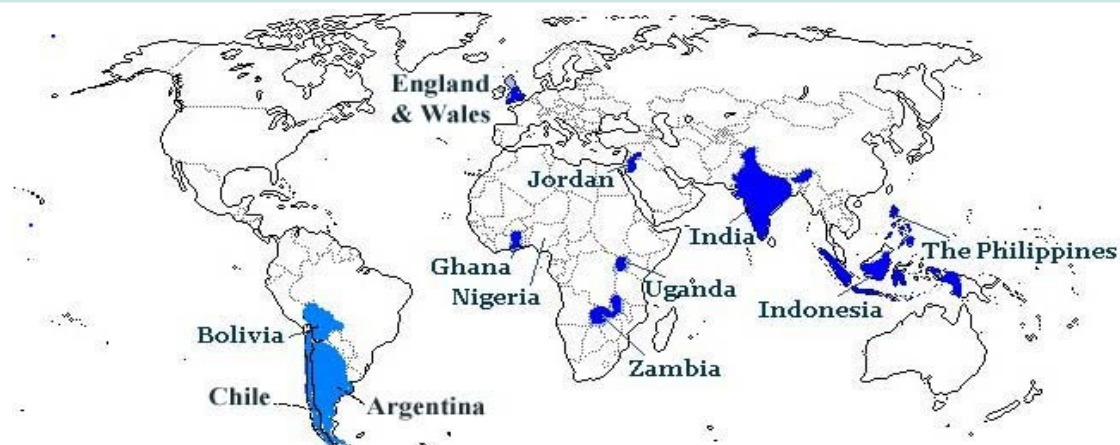 England
& Wales
Jordan
India
The Philippines
Ghana
Nigeria
Uganda
Indonesia
Bolivia
Zambia
Chile
Argentina